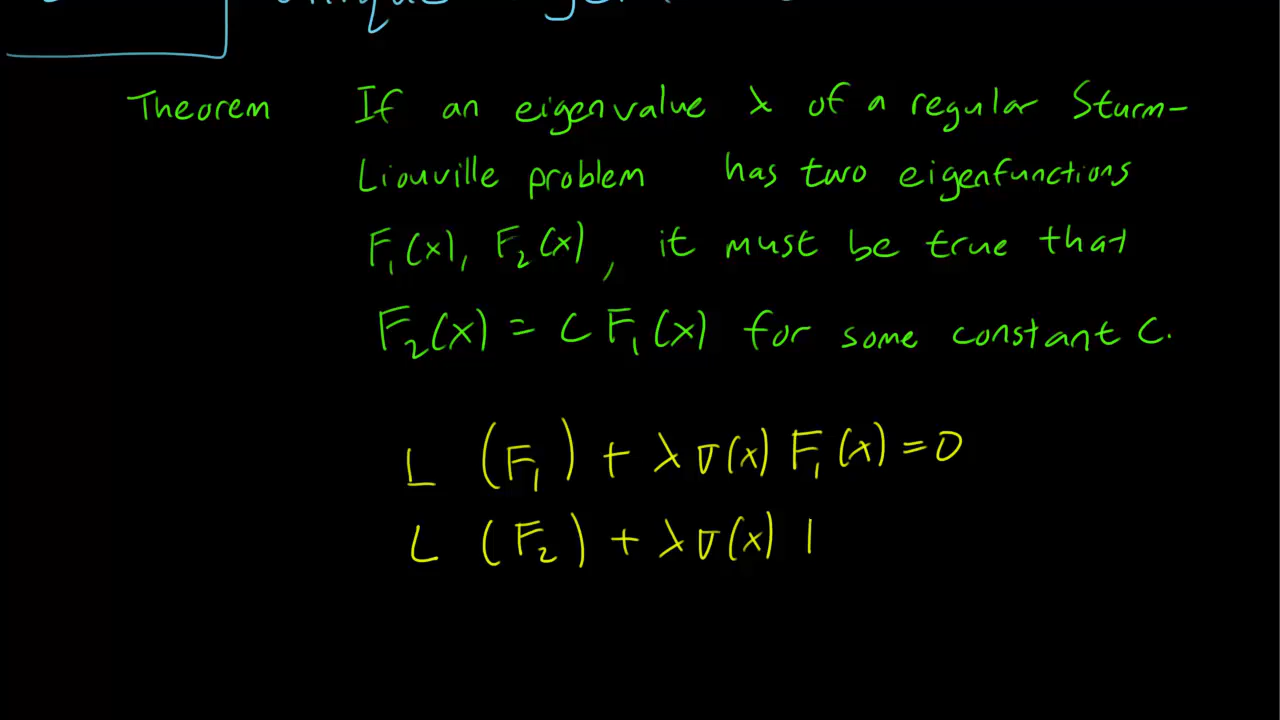 Theorem If an eigenvalue λ of a regular Sturm-
Liouville problem has two eigenfunctions
F₁(x), F₂(x), it must be true that
F₂(x) = C F₁(x) for some constant C.
L (F₁) + λ σ(x) F₁(x) = 0
L (F₂) + λ σ(x) |